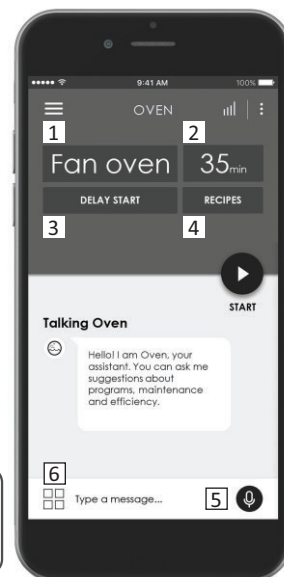 9:41 AM 100%
OVEN
1 2
Fan oven 35min
DELAY START RECIPES
3 4
START
Talking Oven
Hello! I am Oven, your
assistant. You can ask me
suggestions about
programs, maintenance
and efficiency.
6
Type a message... 5